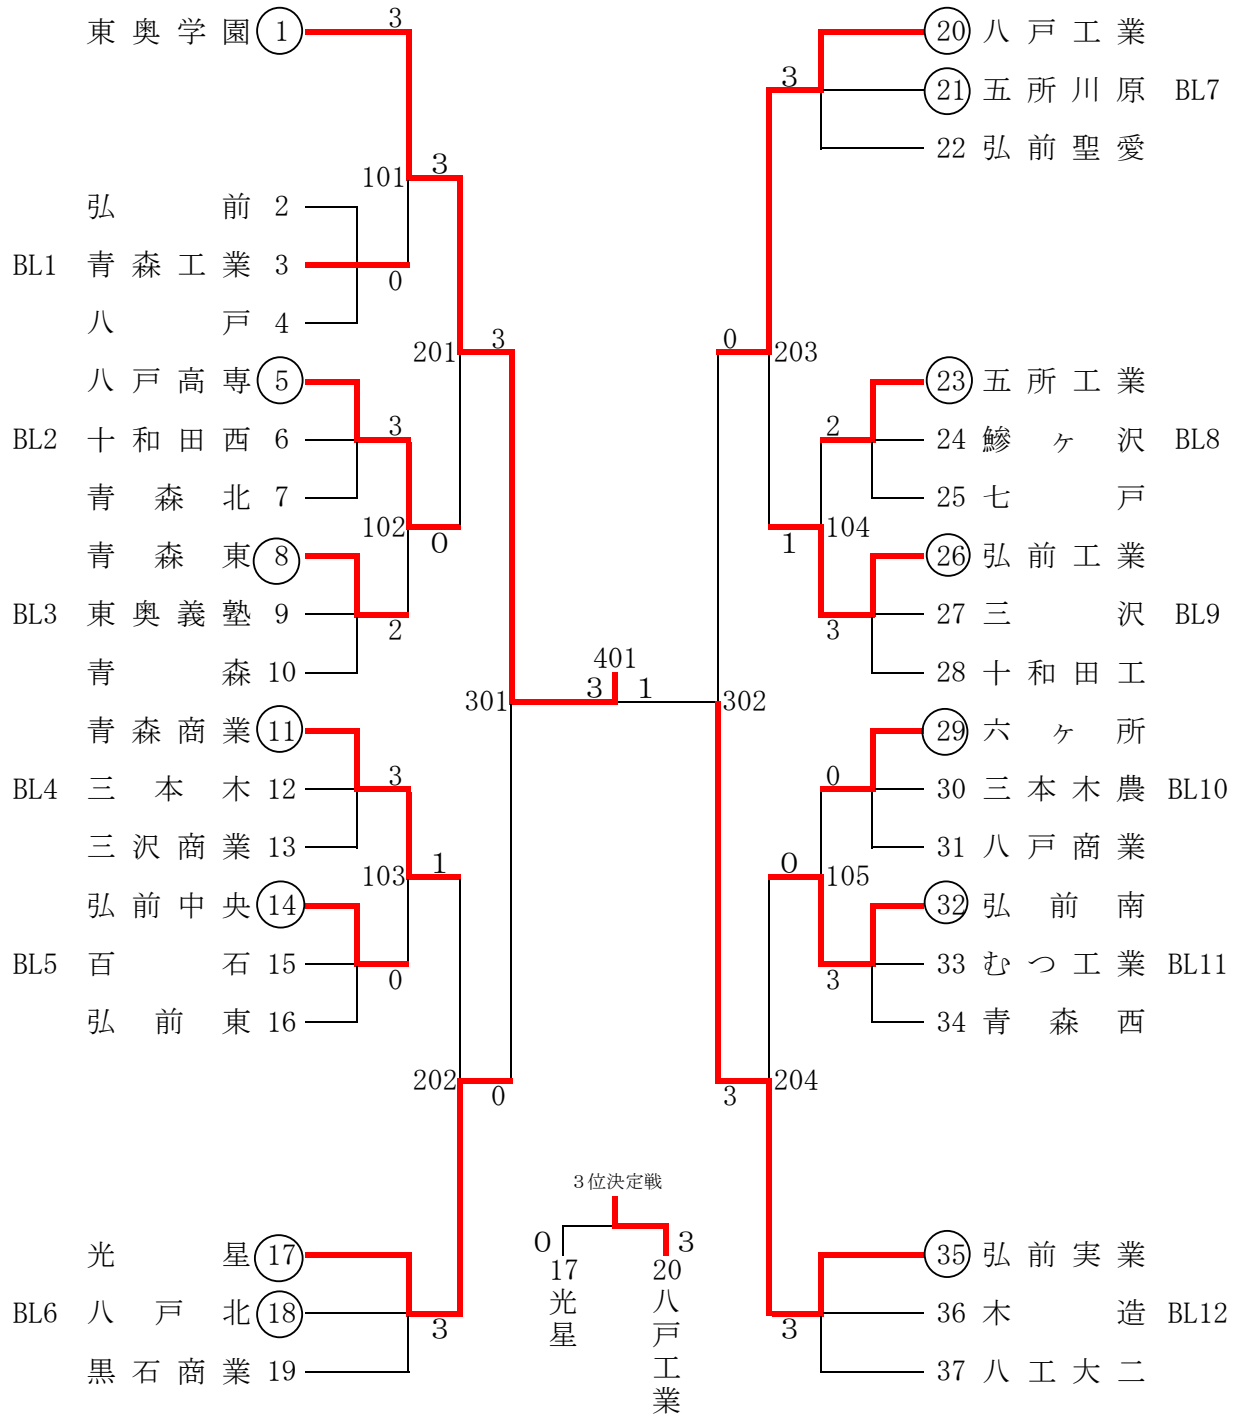 東奥学園 1 3
101 3
弘前 2
BL1 青森工業 3 0
八戸 4
201 3
八戸高専 5
BL2 十和田西 6 3
青森北 7
102 0
青森東 8
BL3 東奥義塾 9 2
青森 10
301 3
401
1 302
青森商業 11
BL4 三本木 12 3
三沢商業 13
103 1
弘前中央 14
BL5 百石 15 0
弘前東 16
202 0
光星 17
BL6 八戸北 18 3
黒石商業 19
20 八戸工業
3 21 五所川原 BL7
22 弘前聖愛
0 203
23 五所工業
2 24 鰺ヶ沢 BL8
25 七戸
1 104
26 弘前工業
3 27 三沢 BL9
28 十和田工
29 六ヶ所
0 30 三本木農 BL10
31 八戸商業
0 105
32 弘前南
3 33 むつ工業 BL11
34 青森西
3 204
35 弘前実業
3 36 木造 BL12
37 八工大二
3位決定戦
0 3
17 20
光星
八戸工業